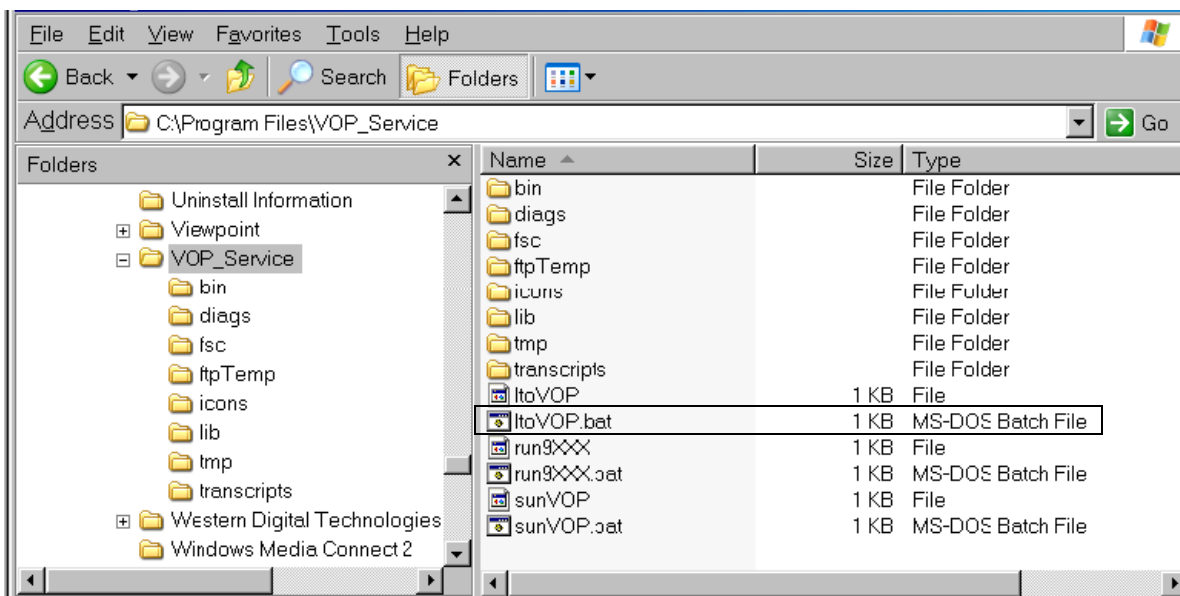 File Edit View Favorites Tools Help
Back Search Folders
Address C:\Program Files\VOP_Service Go
Folders x
Uninstall Information
Viewpoint
VOP_Service
bin
diags
fsc
ftpTemp
icons
lib
tmp
transcripts
Western Digital Technologies
Windows Media Connect 2
Name Size Type
bin File Folder
diags File Folder
fsc File Folder
ftpTemp File Folder
icons File Folder
lib File Folder
tmp File Folder
transcripts File Folder
ltoVOP 1 KB File
ltoVOP.bat 1 KB MS-DOS Batch File
run9XXX 1 KB File
run9XXX.bat 1 KB MS-DOS Batch File
sunVOP 1 KB File
sunVOP.bat 1 KB MS-DOS Batch File